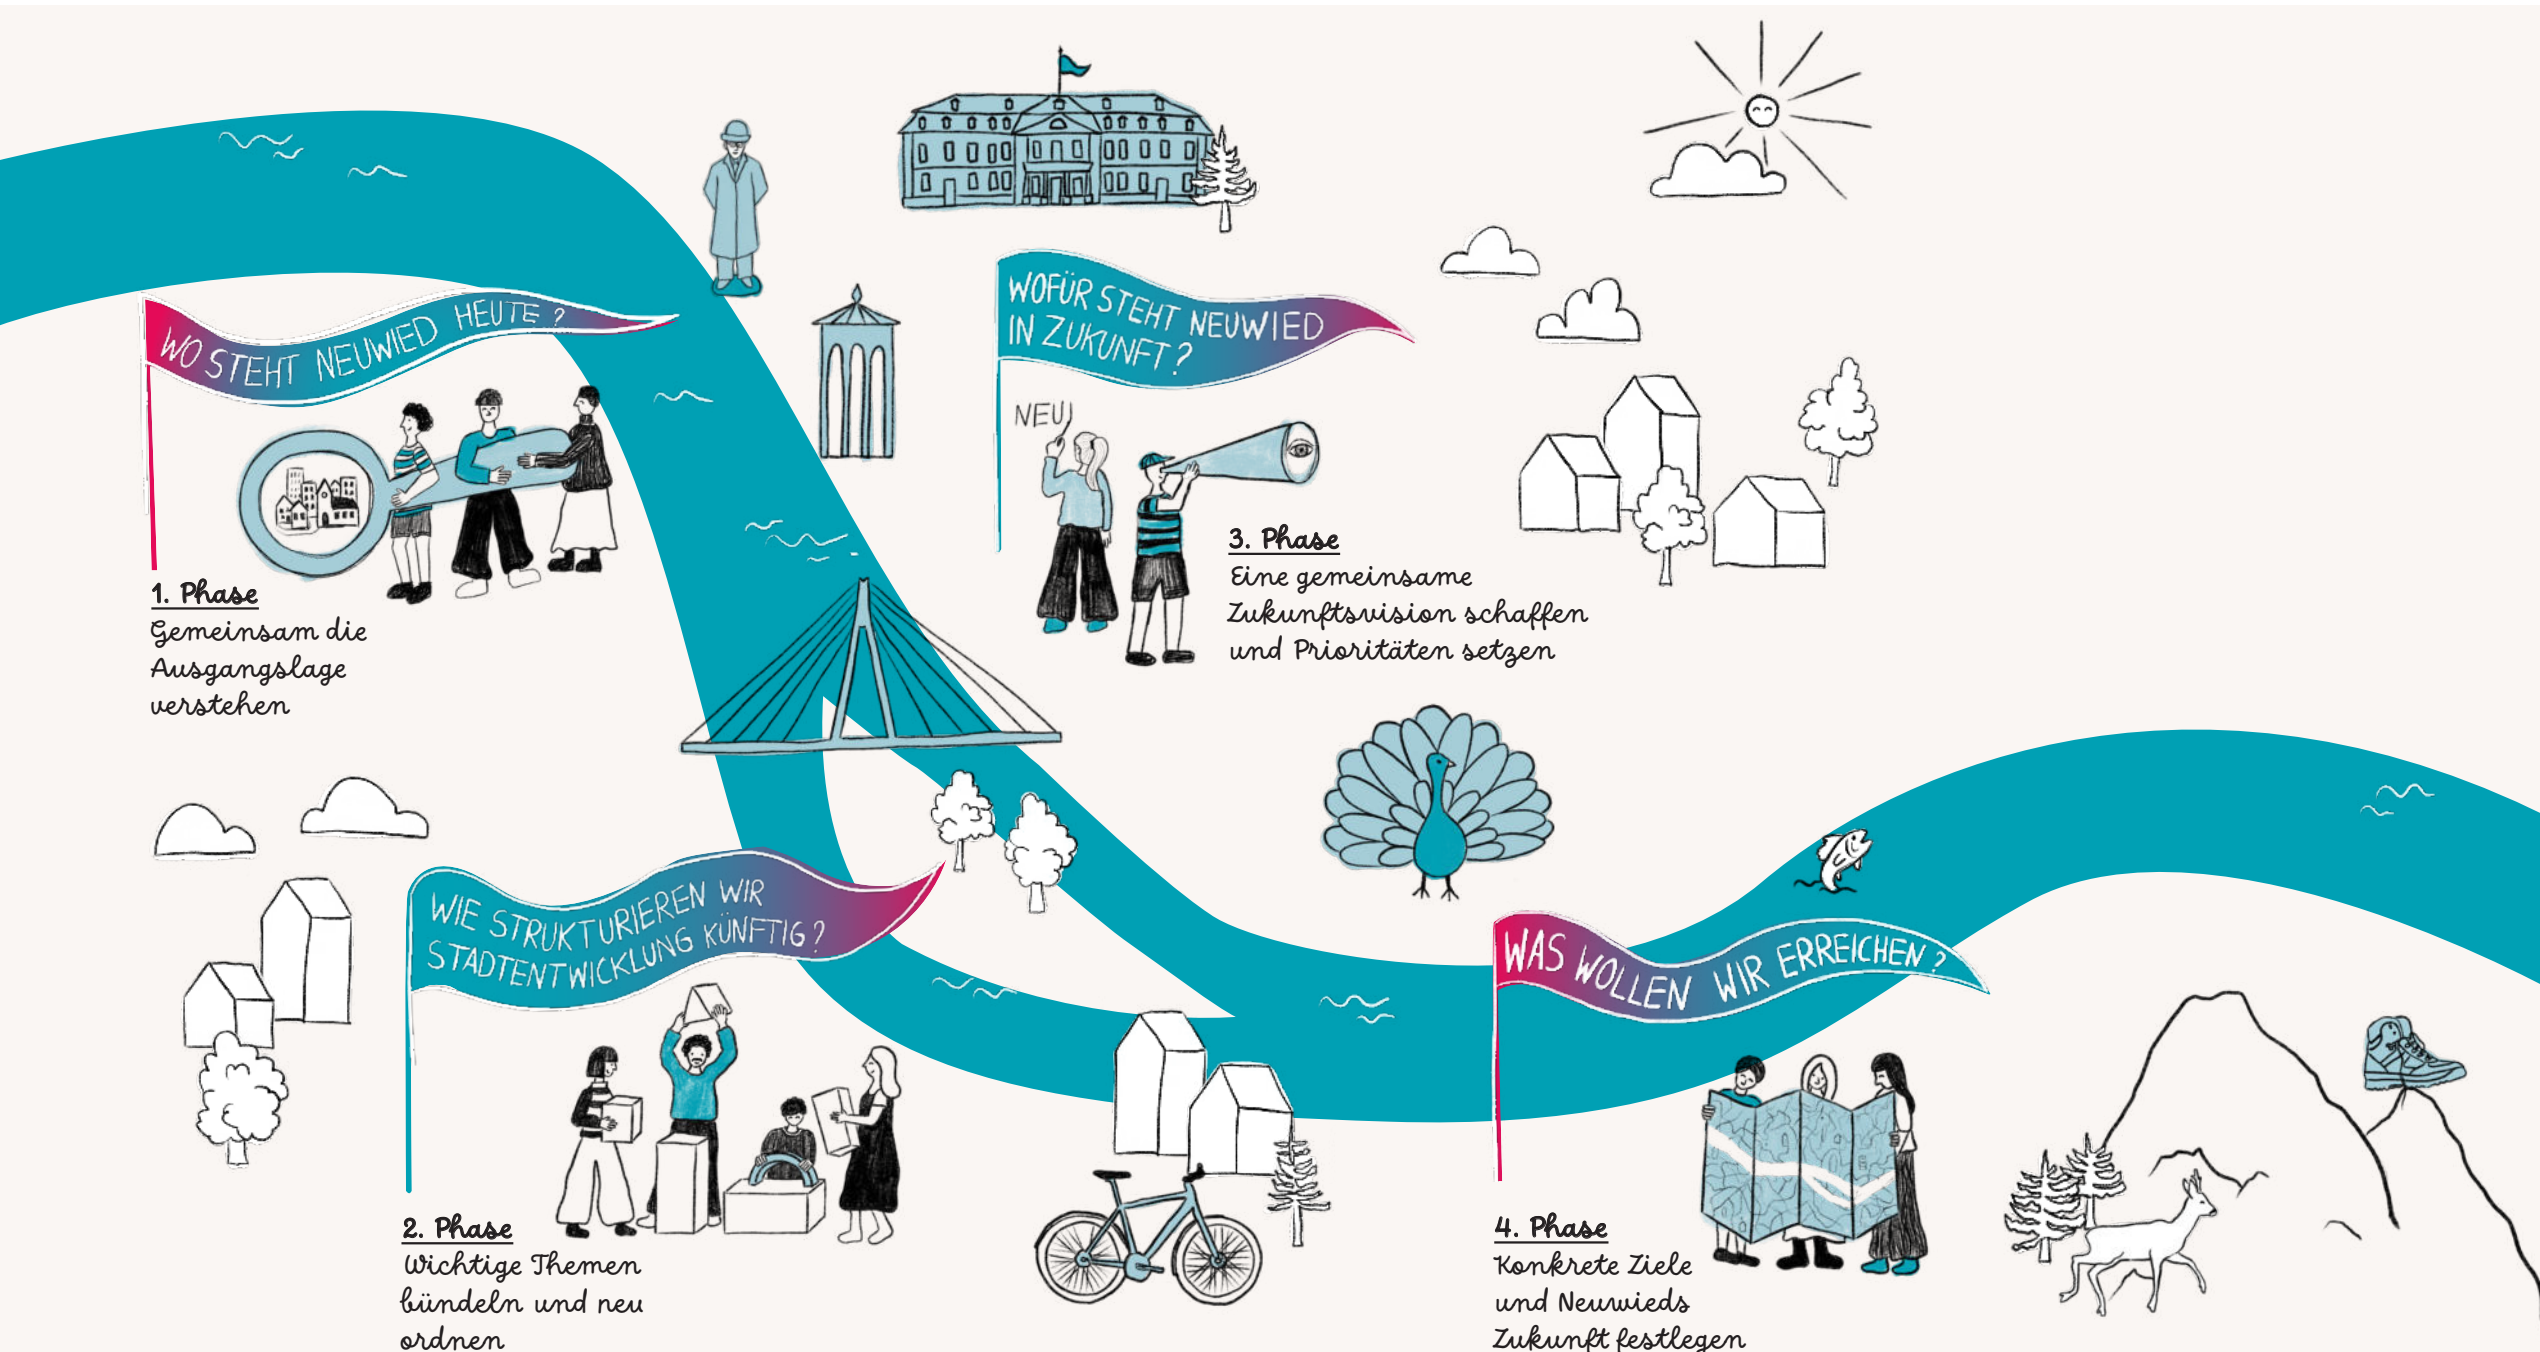 WO STEHT NEUWIED HEUTE ?
1. Phase
Gemeinsam die
Ausgangslage
verstehen
WIE STRUKTURIEREN WIR
STADTENTWICKLUNG KÜNFTIG ?
2. Phase
Wichtige Themen
bündeln und neu
ordnen
WOFÜR STEHT NEUWIED
IN ZUKUNFT ?
NEU
3. Phase
Eine gemeinsame
Zukunftsvision schaffen
und Prioritäten setzen
WAS WOLLEN WIR ERREICHEN ?
4. Phase
Konkrete Ziele
und Neuwieds
Zukunft festlegen